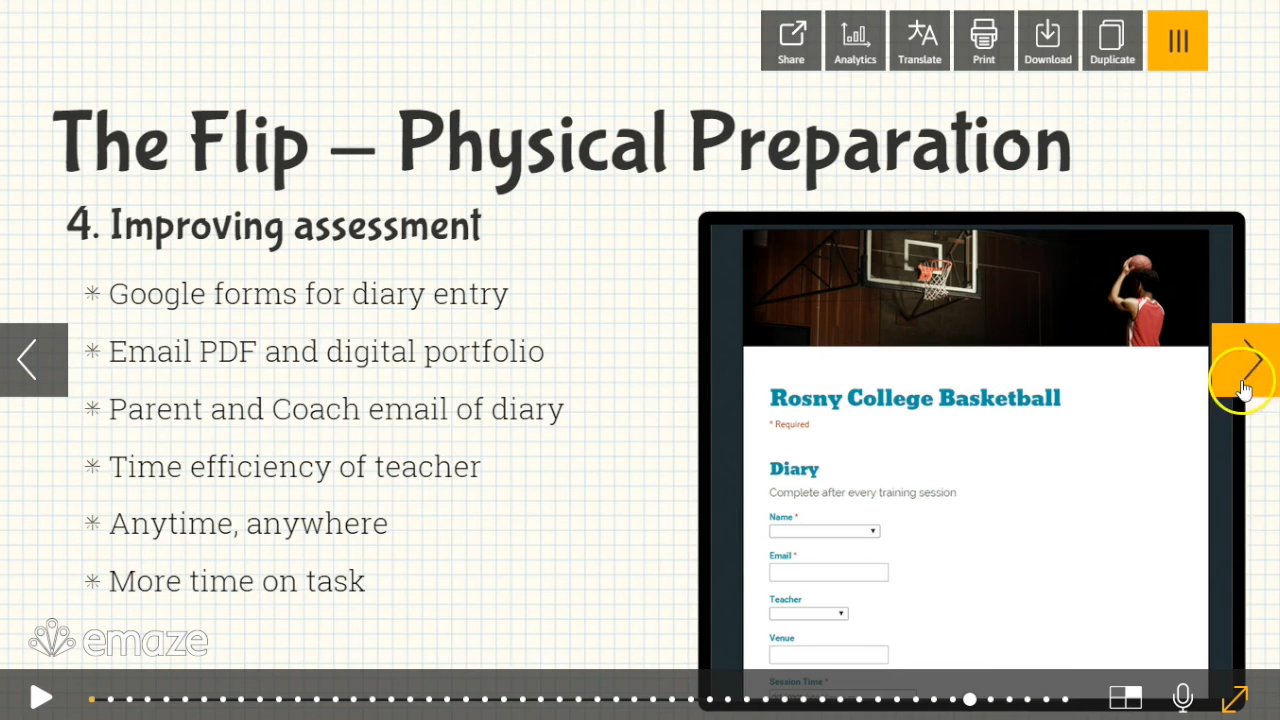 Share Analytics Translate Print Download Duplicate
The Flip – Physical Preparation
4. Improving assessment
Google forms for diary entry
Email PDF and digital portfolio
Parent and Coach email of diary
Time efficiency of teacher
Anytime, anywhere
More time on task
emaze
Rosny College Basketball
* Required
Diary
Complete after every training session
Name *
Email *
Teacher
Venue
Session Time *